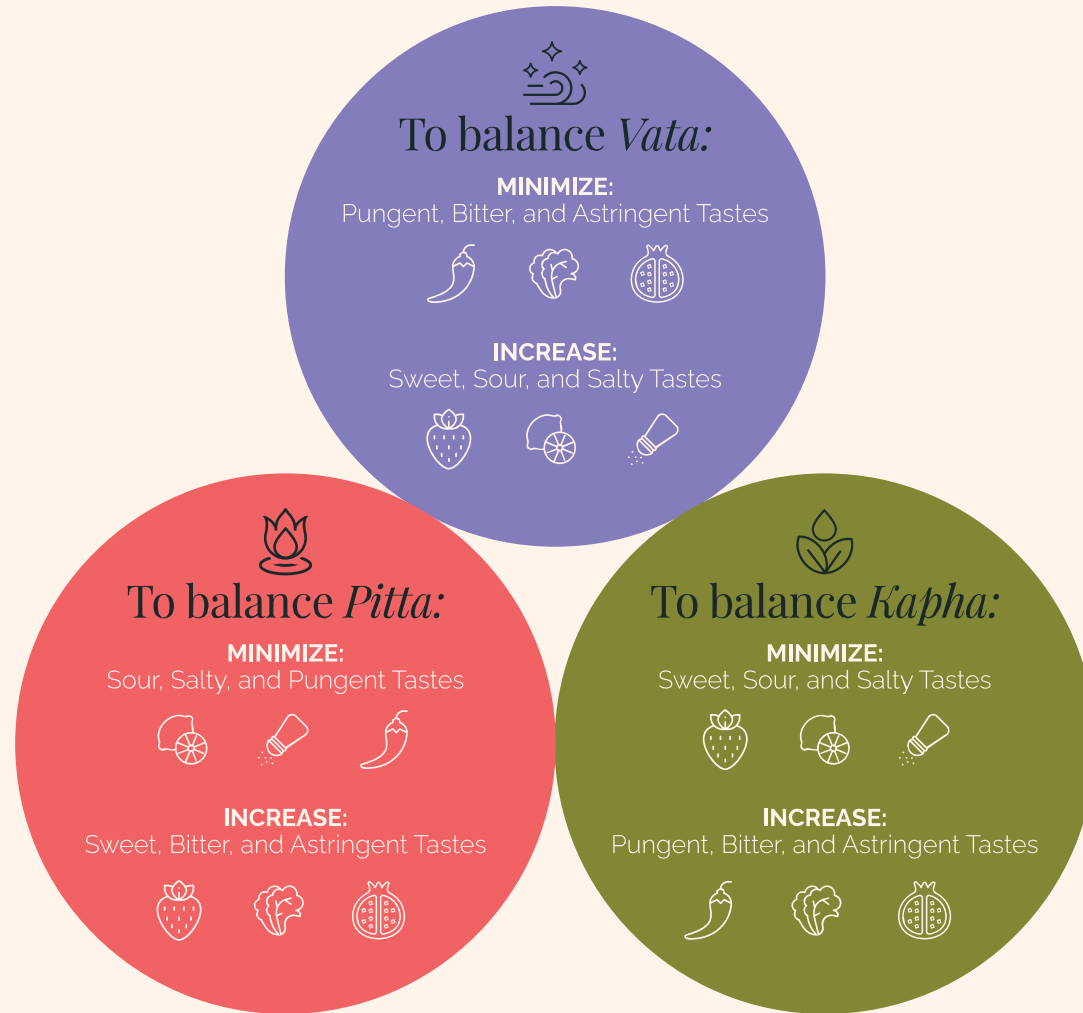 To balance Vata:
MINIMIZE:
Pungent, Bitter, and Astringent Tastes
INCREASE:
Sweet, Sour, and Salty Tastes
To balance Pitta:
MINIMIZE:
Sour, Salty, and Pungent Tastes
INCREASE:
Sweet, Bitter, and Astringent Tastes
To balance Kapha:
MINIMIZE:
Sweet, Sour, and Salty Tastes
INCREASE:
Pungent, Bitter, and Astringent Tastes